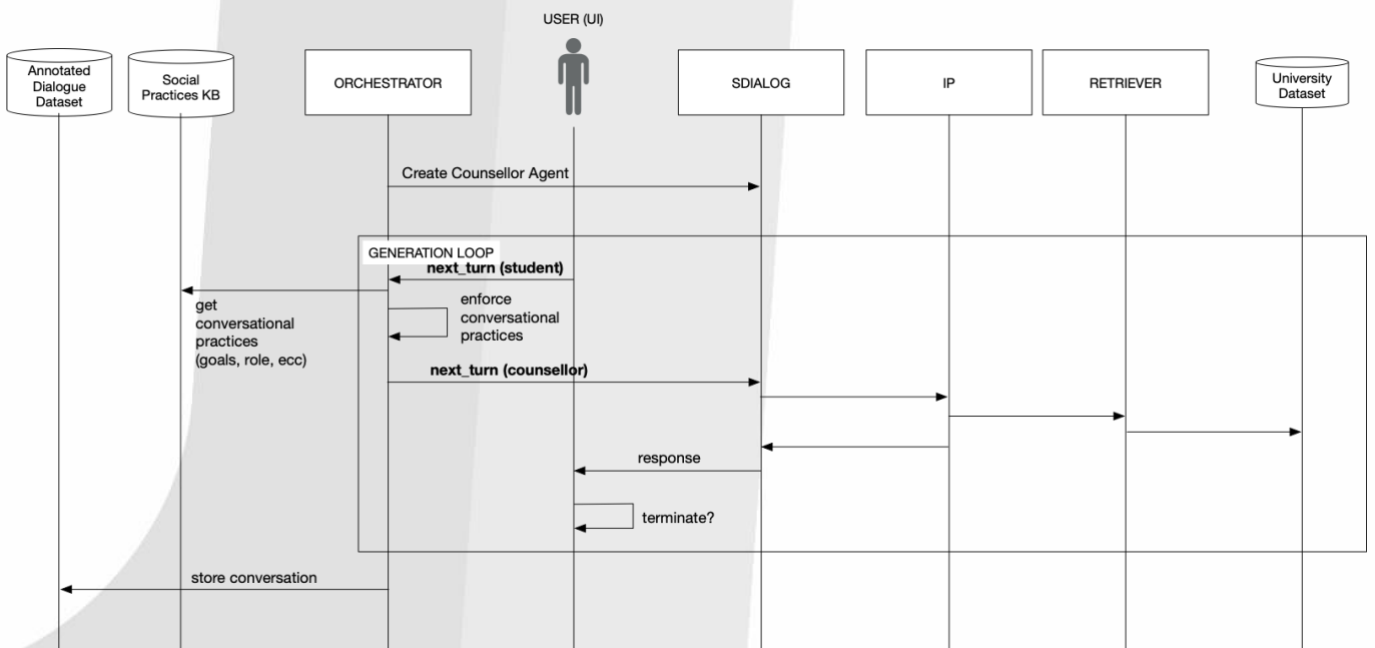 USER (UI)
Annotated
Dialogue
Dataset
Social
Practices KB
ORCHESTRATOR
SDIALOG
IP
RETRIEVER
University
Dataset
Create Counsellor Agent
GENERATION LOOP
next_turn (student)
get
conversational
practices
(goals, role, ecc)
enforce
conversational
practices
next_turn (counsellor)
response
terminate?
store conversation